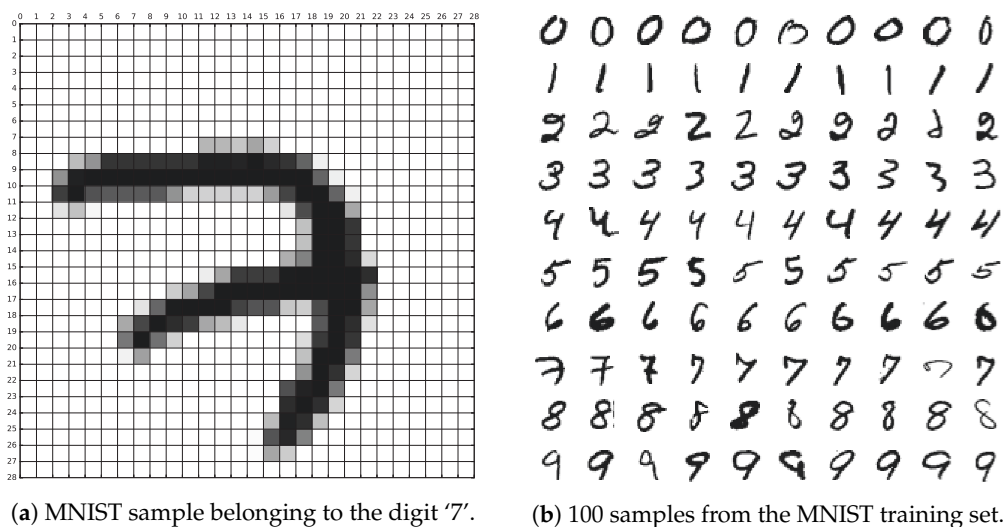 0 1 2 3 4 5 6 7 8 9 10 11 12 13 14 15 16 17 18 19 20 21 22 23 24 25 26 27 28
1
2
3
4
5
6
7
8
9
10
11
12
13
14
15
16
17
18
19
20
21
22
23
24
25
26
27
28
(a) MNIST sample belonging to the digit ‘7’.
0 0 0 0 0 0 0 0 0 0
1 1 1 1 1 1 1 1 1 1
2 2 2 2 2 2 2 2 2 2
3 3 3 3 3 3 3 3 3 3
4 4 4 4 4 4 4 4 4 4
5 5 5 5 5 5 5 5 5 5
6 6 6 6 6 6 6 6 6 6
7 7 7 7 7 7 7 7 7 7
8 8 8 8 8 8 8 8 8 8
9 9 9 9 9 9 9 9 9 9
(b) 100 samples from the MNIST training set.